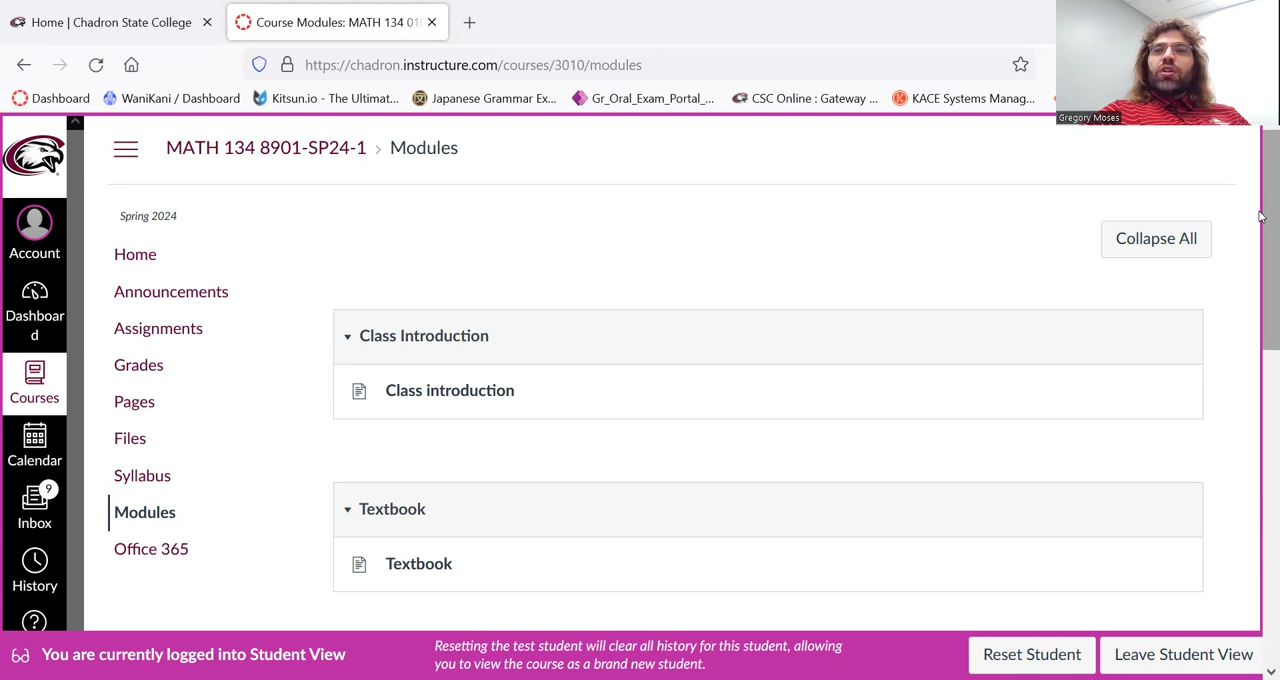 Home | Chadron State College
Course Modules: MATH 134 010
https://chadron.instructure.com/courses/3010/modules
Dashboard
WaniKani / Dashboard
Kitsun.io - The Ultimat...
Japanese Grammar Ex...
Gr_Oral_Exam_Portal_...
CSC Online : Gateway ...
KACE Systems Manag...
Gregory Moses
MATH 134 8901-SP24-1 › Modules
Account
Dashboar
d
Courses
Calendar
9
Inbox
History
Spring 2024
Home
Announcements
Assignments
Grades
Pages
Files
Syllabus
Modules
Office 365
Collapse All
Class Introduction
Class introduction
Textbook
Textbook
You are currently logged into Student View
Resetting the test student will clear all history for this student, allowing
you to view the course as a brand new student.
Reset Student
Leave Student View